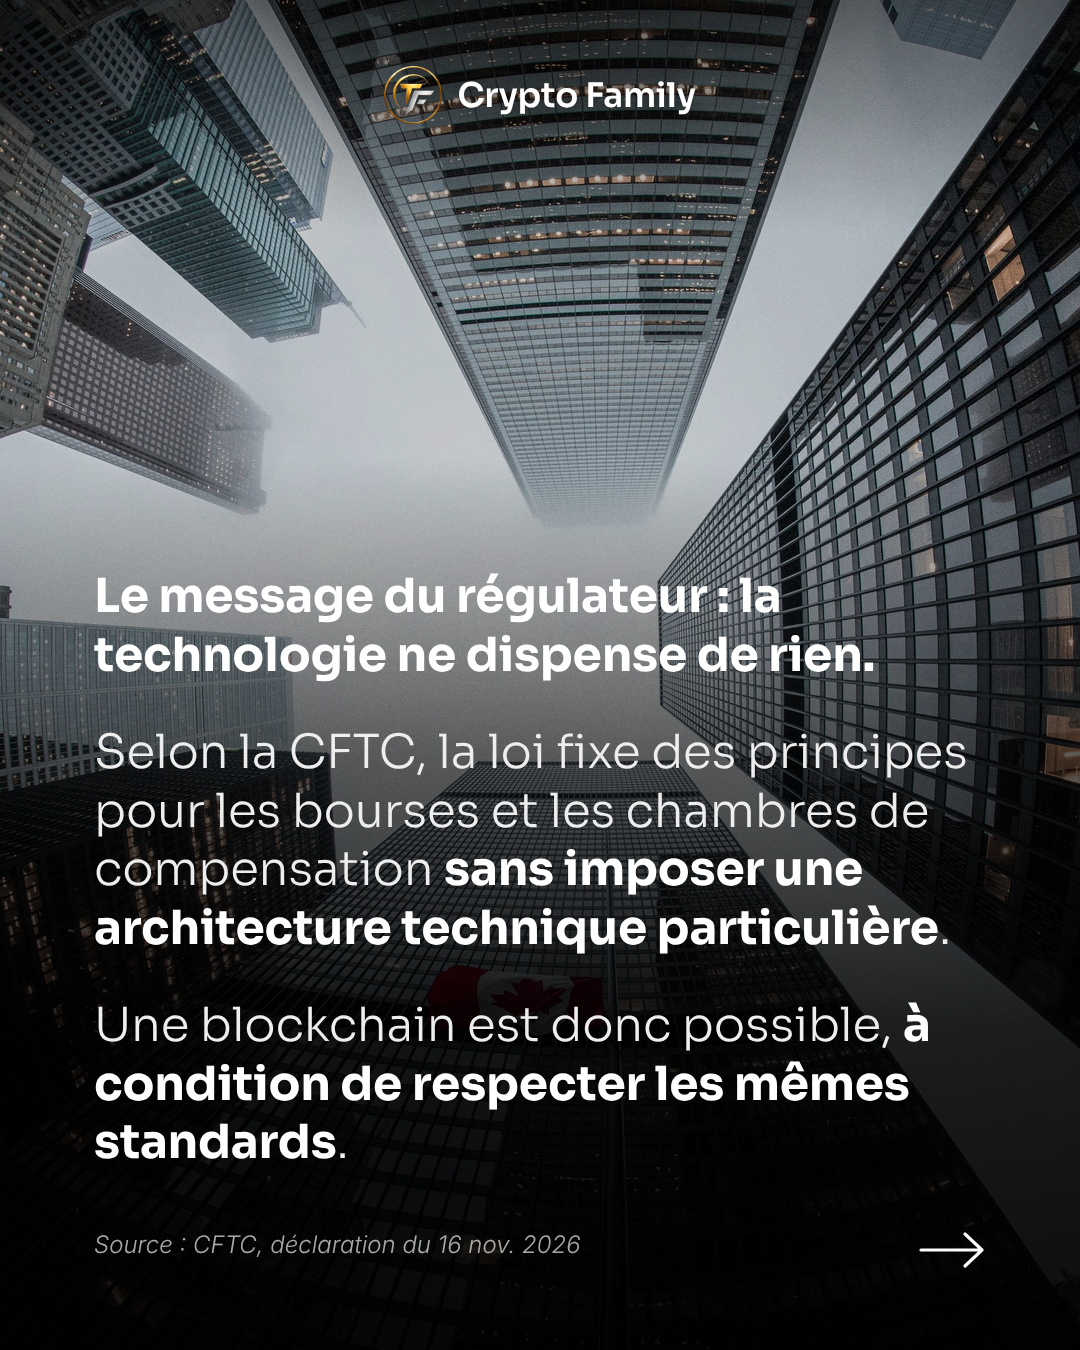 Crypto Family
Le message du régulateur : la
technologie ne dispense de rien.
Selon la CFTC, la loi fixe des principes
pour les bourses et les chambres de
compensation sans imposer une
architecture technique particulière.
Une blockchain est donc possible, à
condition de respecter les mêmes
standards.
Source : CFTC, déclaration du 16 nov. 2026